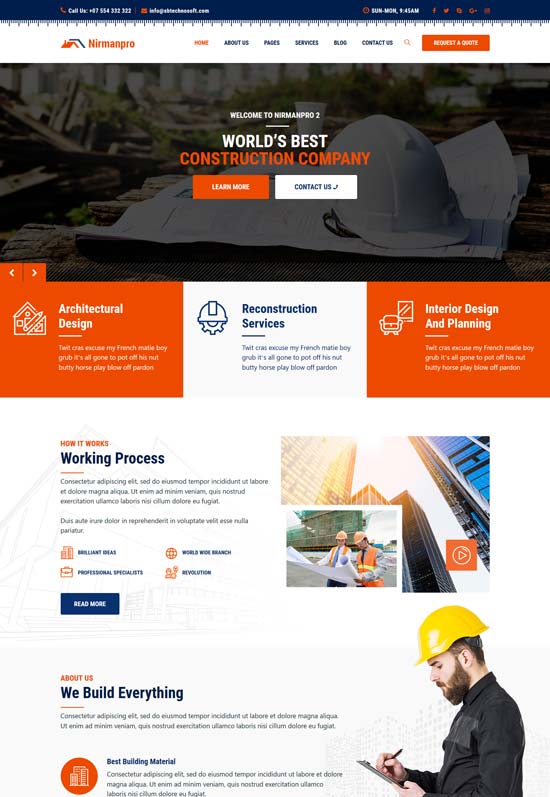 Call Us: +07 554 332 322
info@sbtechnosoft.com
SUN-MON, 9:45AM
Nirmanpro
HOME
ABOUT US
PAGES
SERVICES
BLOG
CONTACT US
REQUEST A QUOTE
WELCOME TO NIRMANPRO 2
WORLD'S BEST
CONSTRUCTION COMPANY
LEARN MORE
CONTACT US
Architectural
Design
Twit cras excuse my French matie boy
grub it's all gone to pot off his nut
butty horse play blow off pardon
Reconstruction
Services
Twit cras excuse my French matie boy
grub it's all gone to pot off his nut
butty horse play blow off pardon
Interior Design
And Planning
Twit cras excuse my French matie boy
grub it's all gone to pot off his nut
butty horse play blow off pardon
HOW IT WORKS
Working Process
Consectetur adipiscing elit, sed do eiusmod tempor incididunt ut labore
et dolore magna aliqua. Ut enim ad minim veniam, quis nostrud
exercitation ullamco laboris nisi cillum dolore eu fugiat.
Duis aute irure dolor in reprehenderit in voluptate velit esse nulla
pariatur.
BRILLIANT IDEAS
WORLD WIDE BRANCH
PROFESSIONAL SPECIALISTS
REVOLUTION
READ MORE
ABOUT US
We Build Everything
Consectetur adipiscing elit, sed do eiusmod tempor incididunt ut labore et dolore magna aliqua.
Ut enim ad minim veniam, quis nostrud exercitation ullamco laboris nisi cillum dolore eu fugiat.
Best Building Material
Consectetur adipiscing elit, sed do eiusmod tempor incididunt ut labore et dolore
magna aliqua. Ut enim ad minim veniam, quis nostrud exercitation
ullamco laboris nisi cillum dolore eu fugiat.